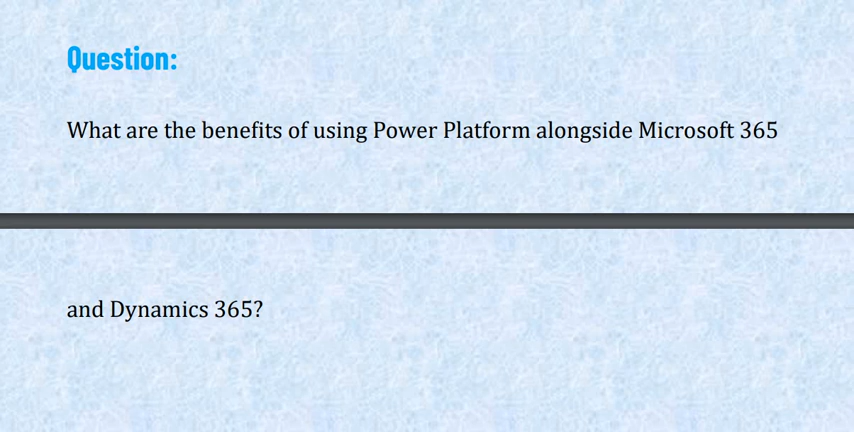 Question:
What are the benefits of using Power Platform alongside Microsoft 365
and Dynamics 365?